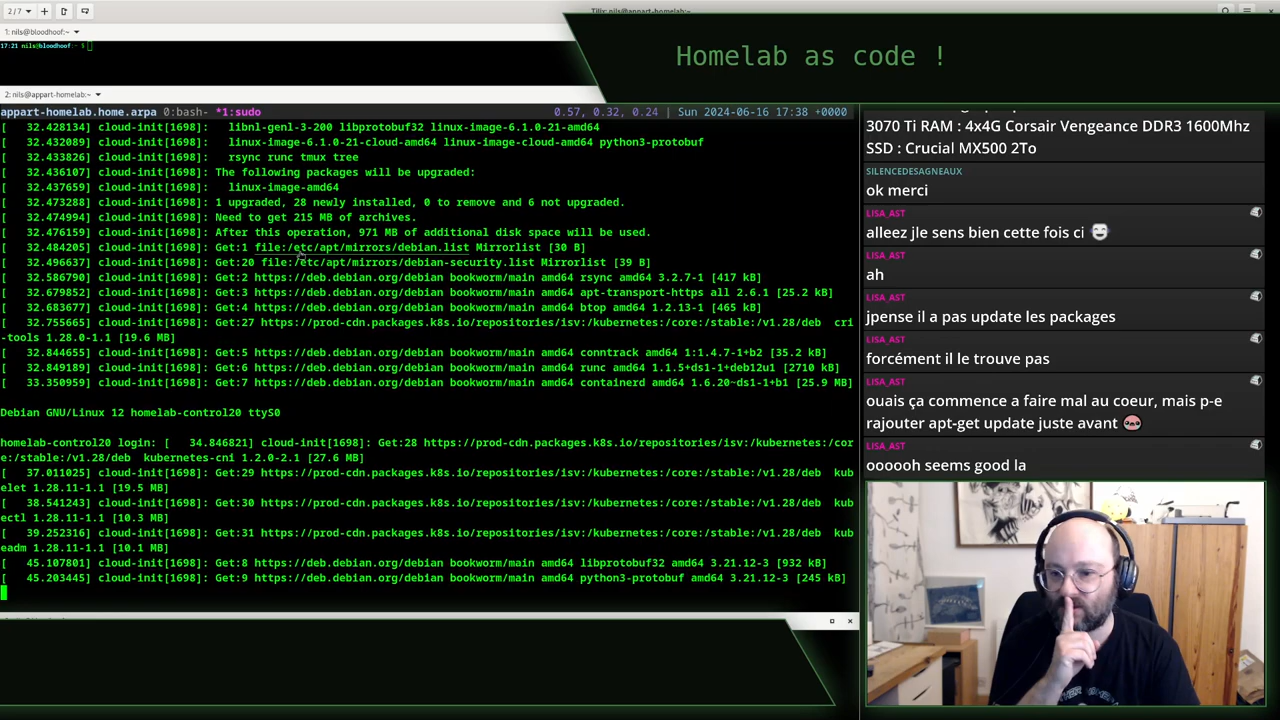 2/7
Tilix: nils@appart-homelab:~
1: nils@bloodhoof:~
17:21 nils@bloodhoof:~ $
Homelab as code !
2: nils@appart-homelab:~
appart-homelab.home.arpa 0:bash- *1:sudo 0.57, 0.32, 0.24 | Sun 2024-06-16 17:38 +0000
[   32.428134] cloud-init[1698]:   libnl-genl-3-200 libprotobuf32 linux-image-6.1.0-21-amd64
[   32.432089] cloud-init[1698]:   linux-image-6.1.0-21-cloud-amd64 linux-image-cloud-amd64 python3-protobuf
[   32.433826] cloud-init[1698]:   rsync runc tmux tree
[   32.436107] cloud-init[1698]: The following packages will be upgraded:
[   32.437659] cloud-init[1698]:   linux-image-amd64
[   32.473288] cloud-init[1698]: 1 upgraded, 28 newly installed, 0 to remove and 6 not upgraded.
[   32.474994] cloud-init[1698]: Need to get 215 MB of archives.
[   32.476159] cloud-init[1698]: After this operation, 971 MB of additional disk space will be used.
[   32.484205] cloud-init[1698]: Get:1 file:/etc/apt/mirrors/debian.list Mirrorlist [30 B]
[   32.496637] cloud-init[1698]: Get:20 file:/etc/apt/mirrors/debian-security.list Mirrorlist [39 B]
[   32.586790] cloud-init[1698]: Get:2 https://deb.debian.org/debian bookworm/main amd64 rsync amd64 3.2.7-1 [417 kB]
[   32.679852] cloud-init[1698]: Get:3 https://deb.debian.org/debian bookworm/main amd64 apt-transport-https all 2.6.1 [25.2 kB]
[   32.683677] cloud-init[1698]: Get:4 https://deb.debian.org/debian bookworm/main amd64 btop amd64 1.2.13-1 [465 kB]
[   32.755665] cloud-init[1698]: Get:27 https://prod-cdn.packages.k8s.io/repositories/isv:/kubernetes:/core:/stable:/v1.28/deb  cri
-tools 1.28.0-1.1 [19.6 MB]
[   32.844655] cloud-init[1698]: Get:5 https://deb.debian.org/debian bookworm/main amd64 conntrack amd64 1:1.4.7-1+b2 [35.2 kB]
[   32.849189] cloud-init[1698]: Get:6 https://deb.debian.org/debian bookworm/main amd64 runc amd64 1.1.5+ds1-1+deb12u1 [2710 kB]
[   33.350959] cloud-init[1698]: Get:7 https://deb.debian.org/debian bookworm/main amd64 containerd amd64 1.6.20~ds1-1+b1 [25.9 MB]
Debian GNU/Linux 12 homelab-control20 ttyS0
homelab-control20 login: [   34.846821] cloud-init[1698]: Get:28 https://prod-cdn.packages.k8s.io/repositories/isv:/kubernetes:/cor
e:/stable:/v1.28/deb  kubernetes-cni 1.2.0-2.1 [27.6 MB]
[   37.011025] cloud-init[1698]: Get:29 https://prod-cdn.packages.k8s.io/repositories/isv:/kubernetes:/core:/stable:/v1.28/deb  kub
elet 1.28.11-1.1 [19.5 MB]
[   38.541243] cloud-init[1698]: Get:30 https://prod-cdn.packages.k8s.io/repositories/isv:/kubernetes:/core:/stable:/v1.28/deb  kub
ectl 1.28.11-1.1 [10.3 MB]
[   39.252316] cloud-init[1698]: Get:31 https://prod-cdn.packages.k8s.io/repositories/isv:/kubernetes:/core:/stable:/v1.28/deb  kub
eadm 1.28.11-1.1 [10.1 MB]
[   45.107801] cloud-init[1698]: Get:8 https://deb.debian.org/debian bookworm/main amd64 libprotobuf32 amd64 3.21.12-3 [932 kB]
[   45.203445] cloud-init[1698]: Get:9 https://deb.debian.org/debian bookworm/main amd64 python3-protobuf amd64 3.21.12-3 [245 kB]
3070 Ti RAM : 4x4G Corsair Vengeance DDR3 1600Mhz
SSD : Crucial MX500 2To
SILENCEDESAGNEAUX
ok merci
LISA_AST
alleez jle sens bien cette fois ci
LISA_AST
ah
LISA_AST
jpense il a pas update les packages
LISA_AST
forcément il le trouve pas
LISA_AST
ouais ça commence a faire mal au coeur, mais p-e
rajouter apt-get update juste avant
LISA_AST
oooooh seems good la